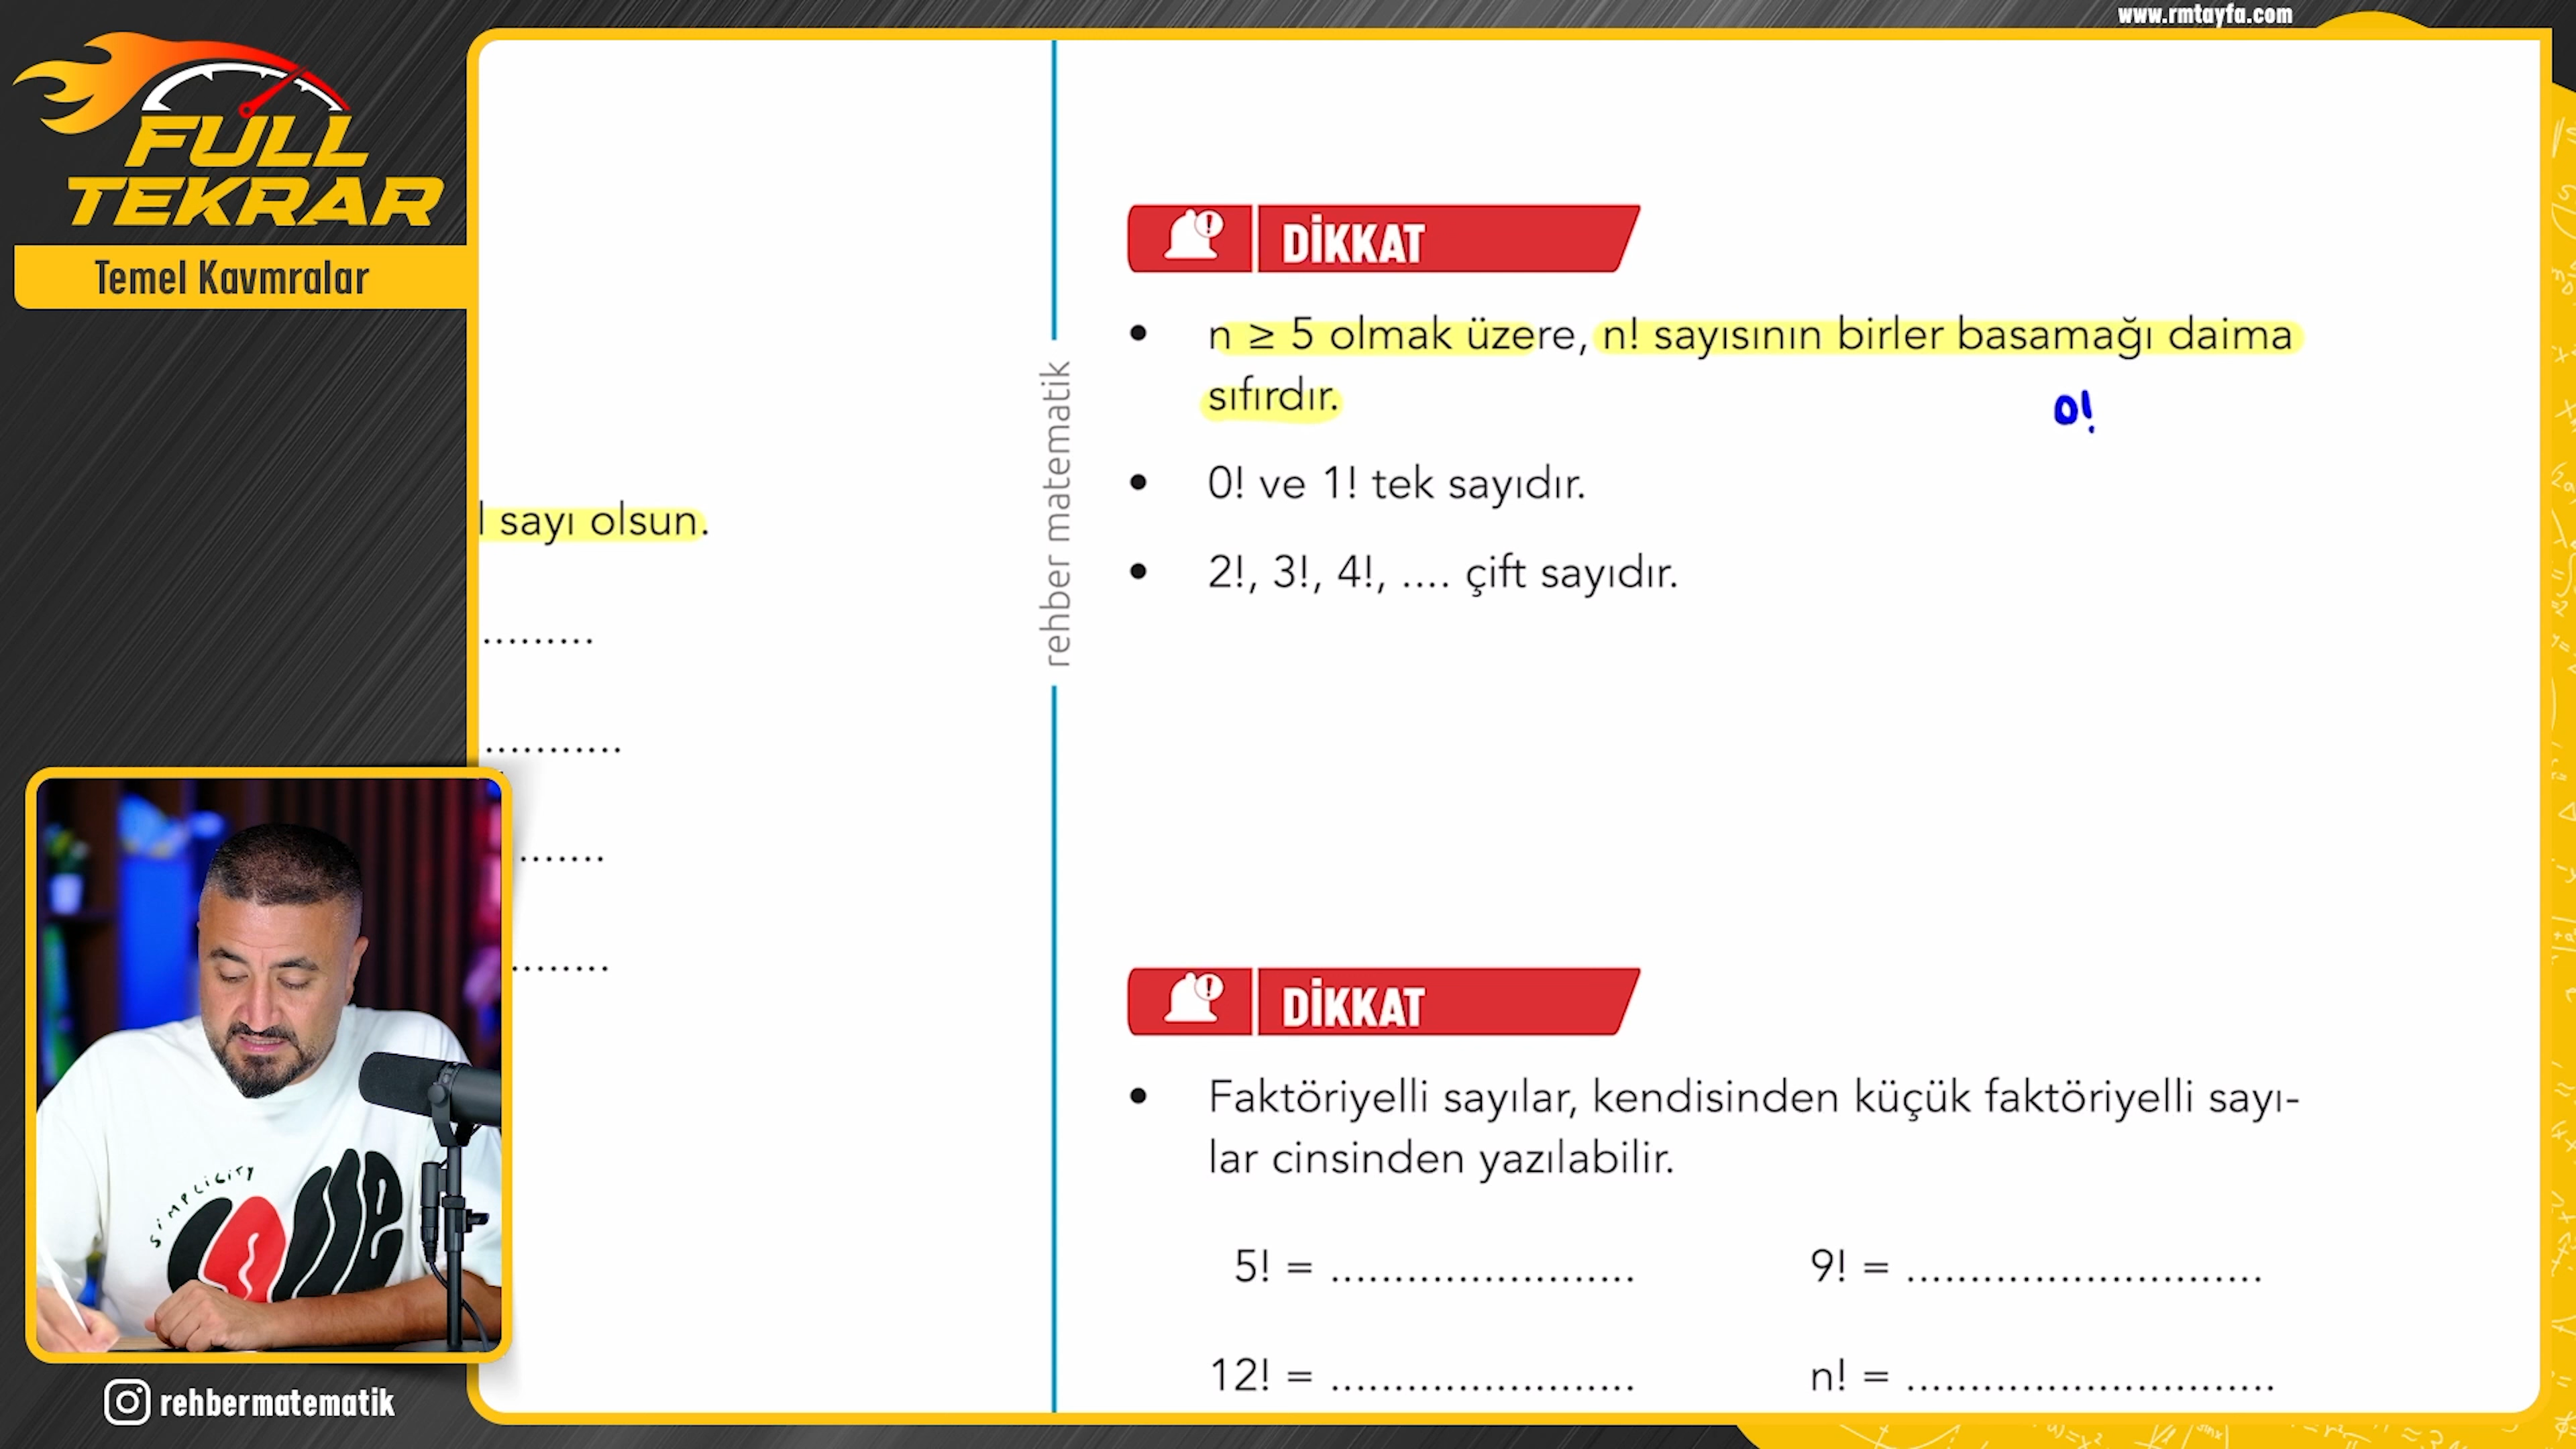 www.rmtayfa.com
FULL
TEKRAR
Temel Kavmralar
l sayı olsun.
.........
...........
.......
........
rehber matematik
DİKKAT
• n ≥ 5 olmak üzere, n! sayısının birler basamağı daima
sıfırdır.
0!
• 0! ve 1! tek sayıdır.
• 2!, 3!, 4!, .... çift sayıdır.
DİKKAT
• Faktöriyelli sayılar, kendisinden küçük faktöriyelli sayı-
lar cinsinden yazılabilir.
5! = ........................ 9! = ............................
12! = ........................ n! = .............................
simplicity
rehbermatematik